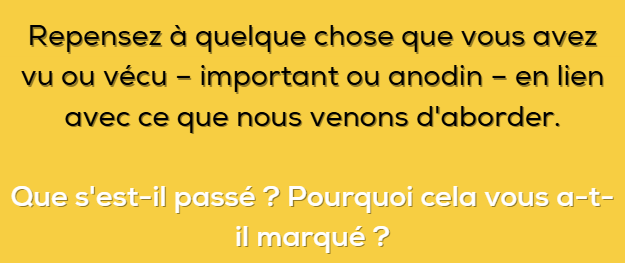 Repensez à quelque chose que vous avez
vu ou vécu – important ou anodin – en lien
avec ce que nous venons d'aborder.
Que s'est-il passé ? Pourquoi cela vous a-t-
il marqué ?